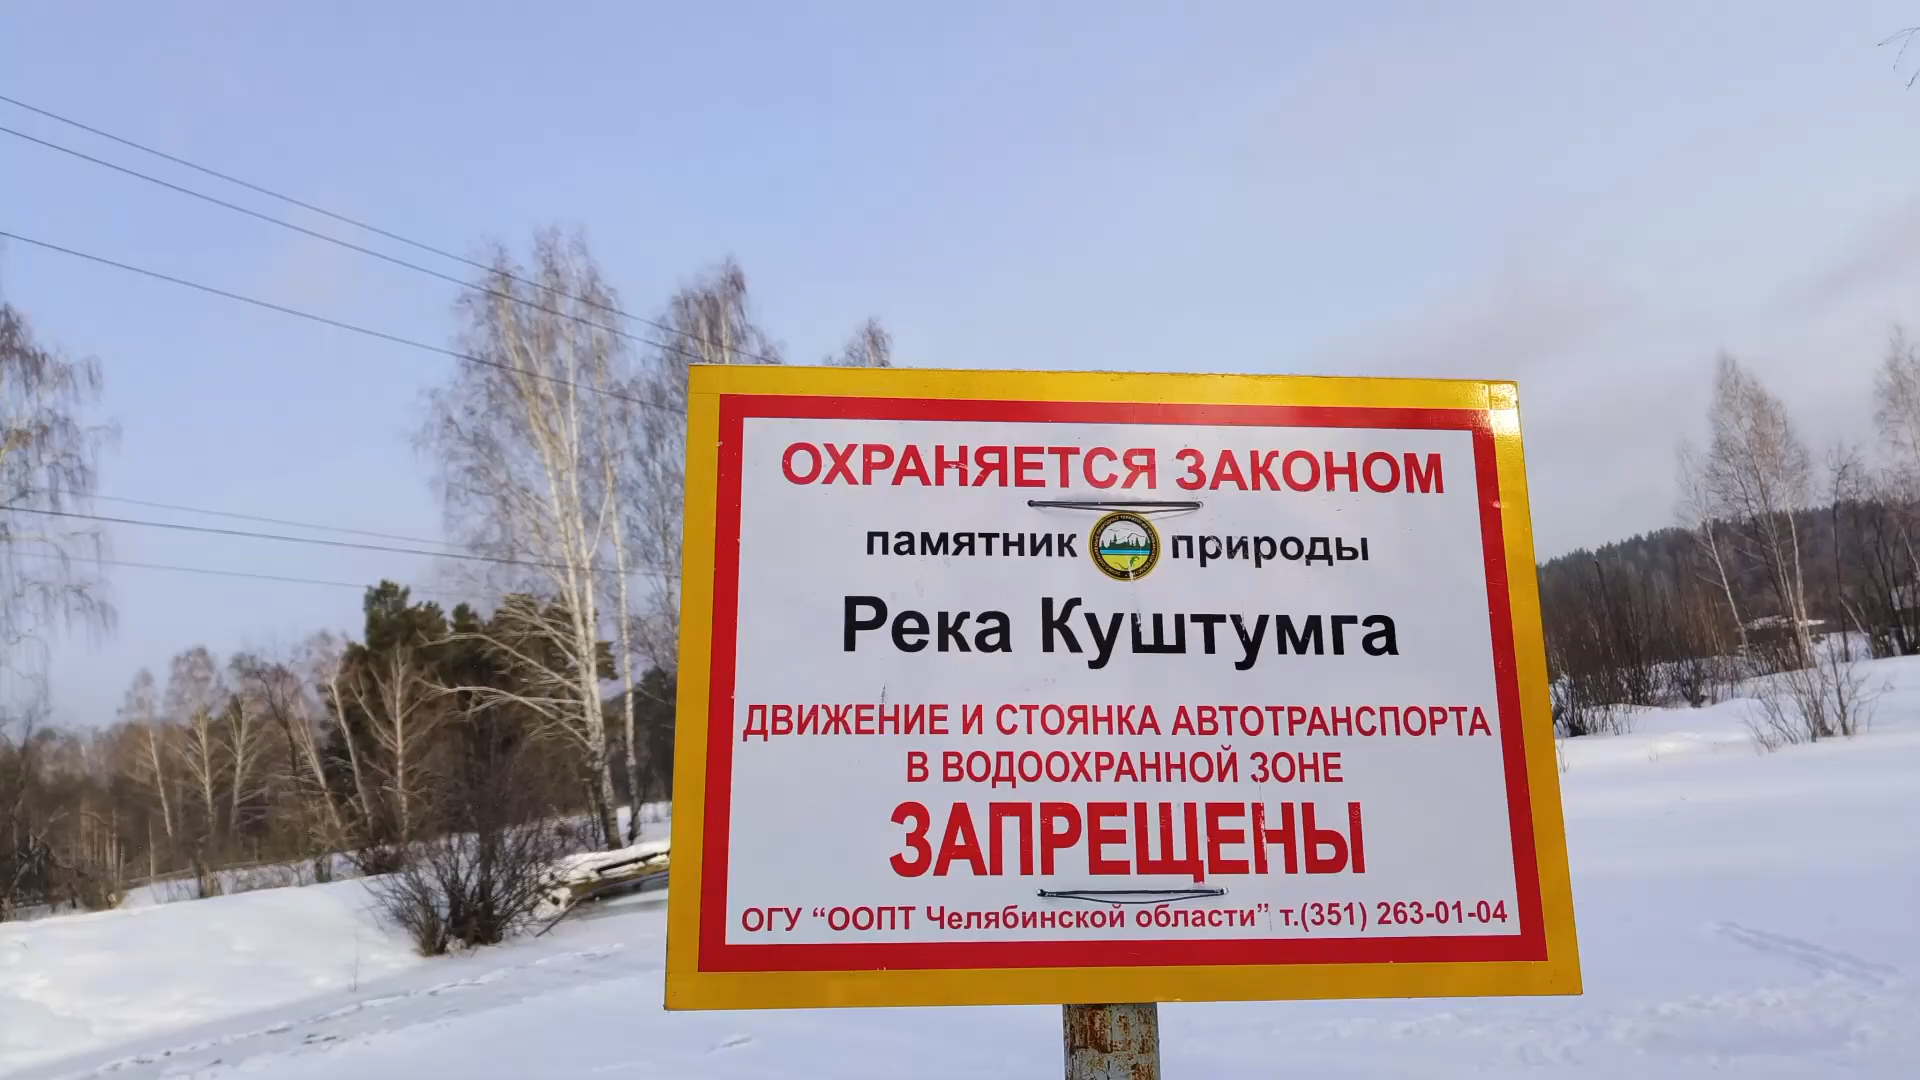 ОХРАНЯЕТСЯ ЗАКОНОМ
памятник природы
Река Куштумга
ДВИЖЕНИЕ И СТОЯНКА АВТОТРАНСПОРТА
В ВОДООХРАННОЙ ЗОНЕ
ЗАПРЕЩЕНЫ
ОГУ “ООПТ Челябинской области” т.(351) 263-01-04